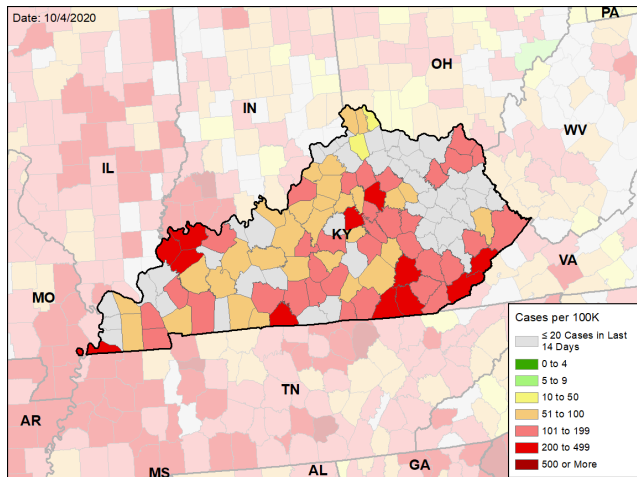 Date: 10/4/2020
PA
OH
IN
WV
IL
KY
VA
MO
TN
AR
MS
AL
GA
Cases per 100K
≤ 20 Cases in Last
14 Days
0 to 4
5 to 9
10 to 50
51 to 100
101 to 199
200 to 499
500 or More